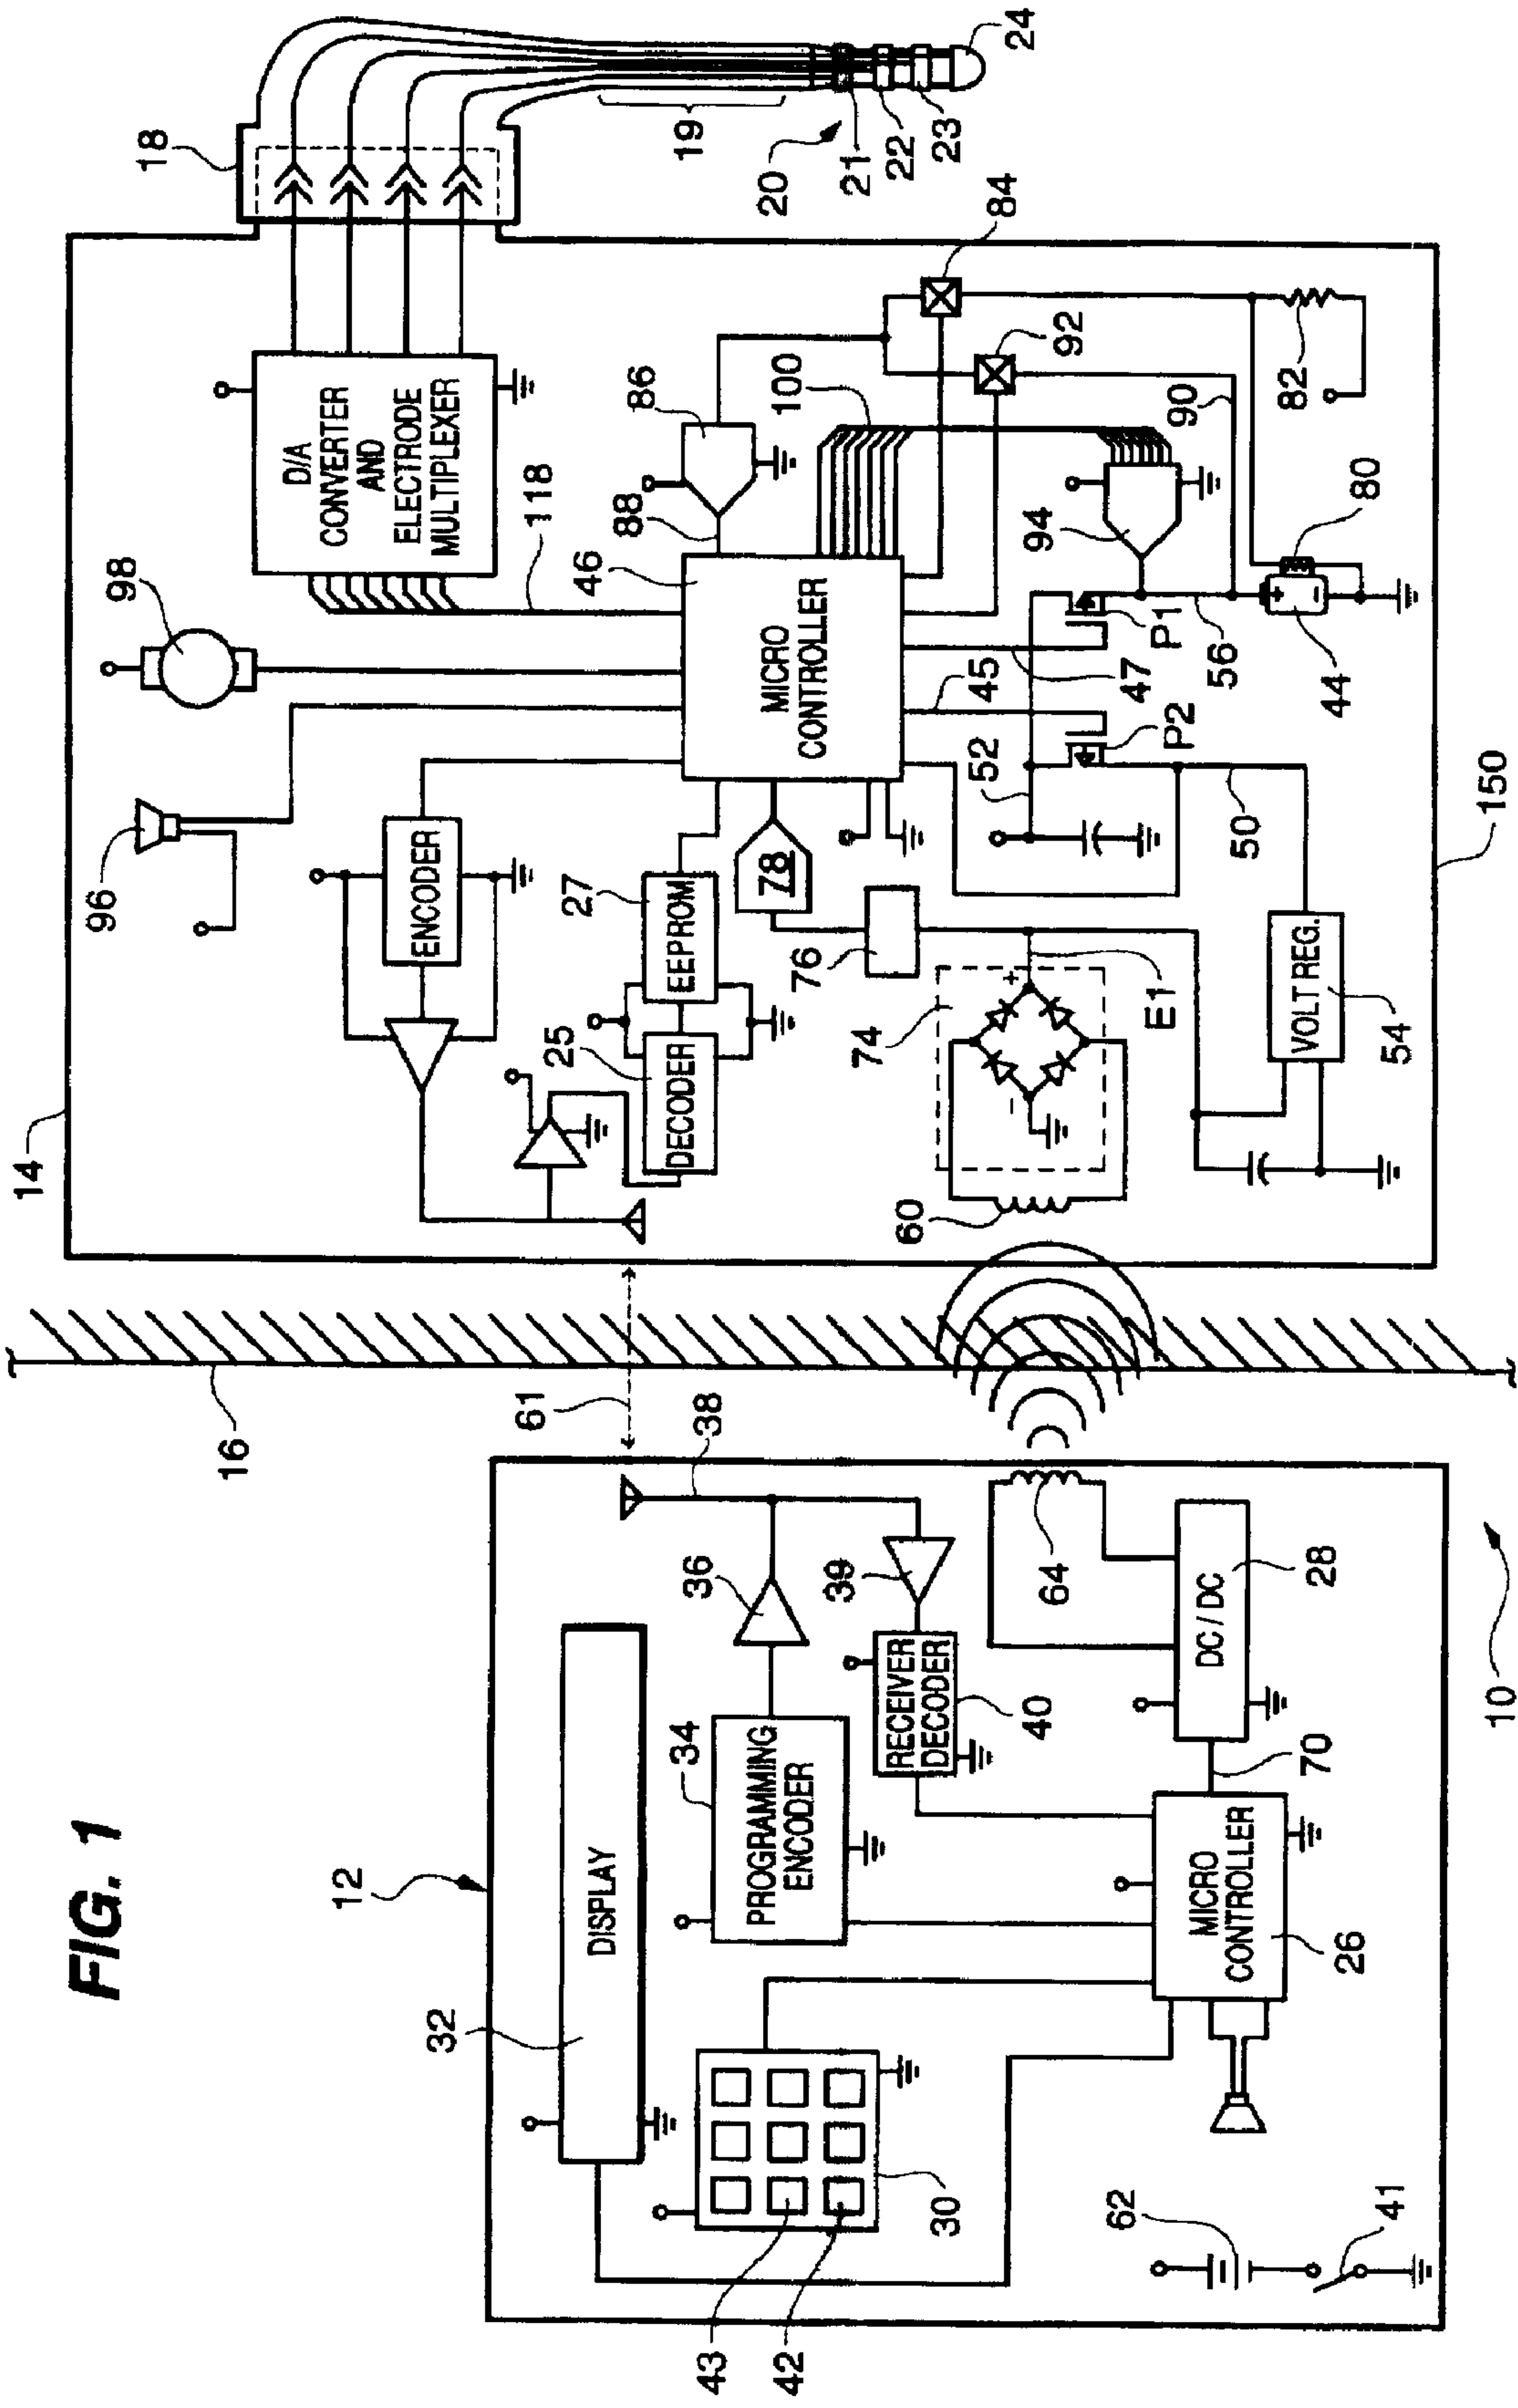 FIG. 1
12
32
DISPLAY
43
42
30
34
PROGRAMMING
ENCODER
36
38
39
RECEIVER
DECODER
40
64
DC / DC
28
70
MICRO
CONTROLLER
26
62
41
10
16
61
14
96
98
ENCODER
D/A
CONVERTER
AND
ELECTRODE
MULTIPLEXER
118
18
19
20
21
22
23
24
25
DECODER
27
EEPROM
46
MICRO
CONTROLLER
88
86
100
84
92
78
76
74
+
−
E1
60
52
45
47
P2
P1
50
56
94
90
82
80
+
−
44
VOLT REG.
54
150